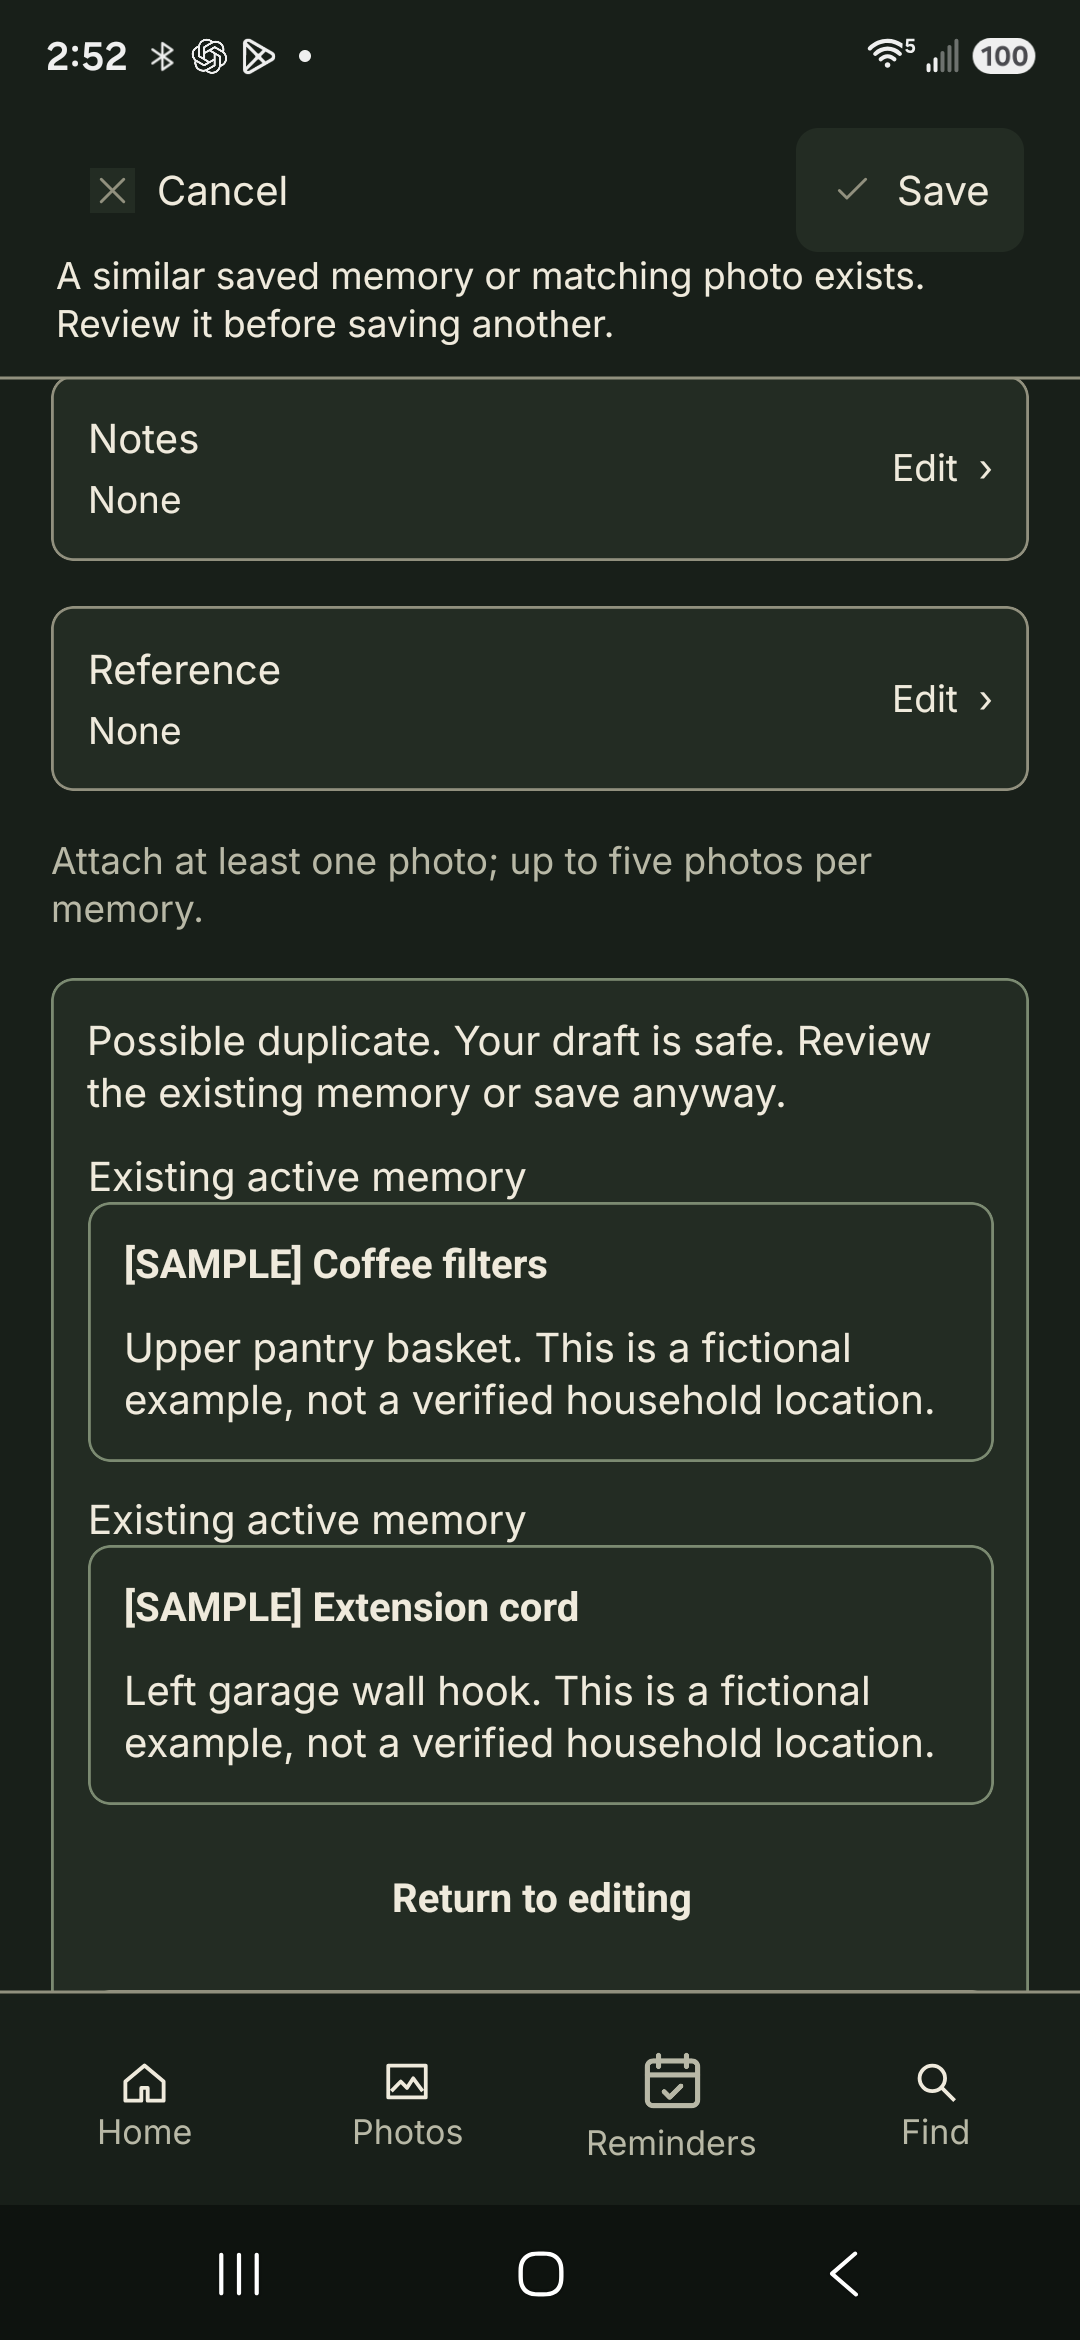 2:52
5
100
Cancel
Save
A similar saved memory or matching photo exists.
Review it before saving another.
Notes
None
Edit ›
Reference
None
Edit ›
Attach at least one photo; up to five photos per
memory.
Possible duplicate. Your draft is safe. Review
the existing memory or save anyway.
Existing active memory
[SAMPLE] Coffee filters
Upper pantry basket. This is a fictional
example, not a verified household location.
Existing active memory
[SAMPLE] Extension cord
Left garage wall hook. This is a fictional
example, not a verified household location.
Return to editing
Home
Photos
Reminders
Find